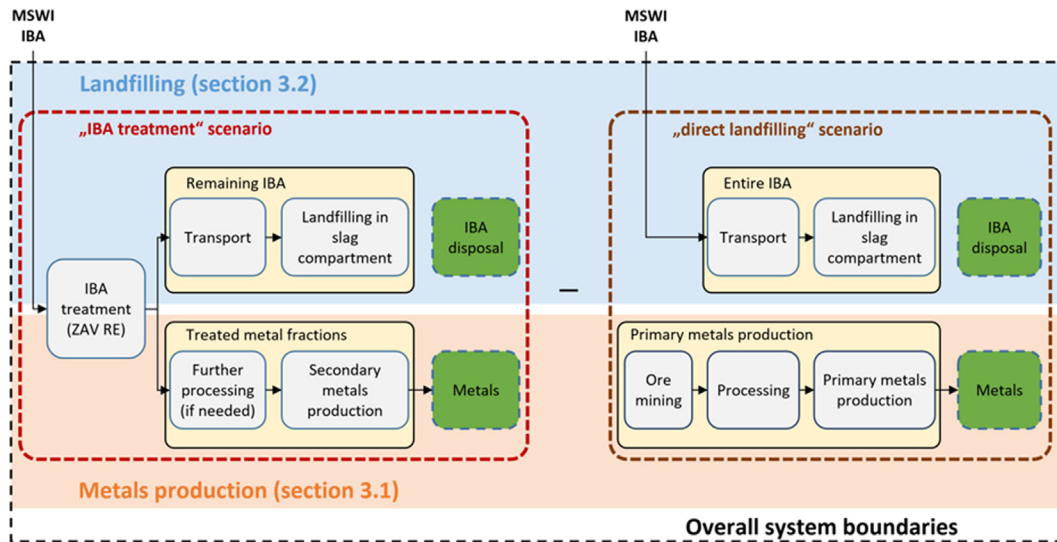 MSWI
IBA
MSWI
IBA
Landfilling (section 3.2)
„IBA treatment“ scenario
„direct landfilling“ scenario
Remaining IBA
Transport
Landfilling in
slag
compartment
IBA
disposal
Entire IBA
Transport
Landfilling in
slag
compartment
IBA
disposal
IBA
treatment
(ZAV RE)
–
Treated metal fractions
Further
processing
(if needed)
Secondary
metals
production
Metals
Primary metals production
Ore
mining
Processing
Primary metals
production
Metals
Metals production (section 3.1)
Overall system boundaries